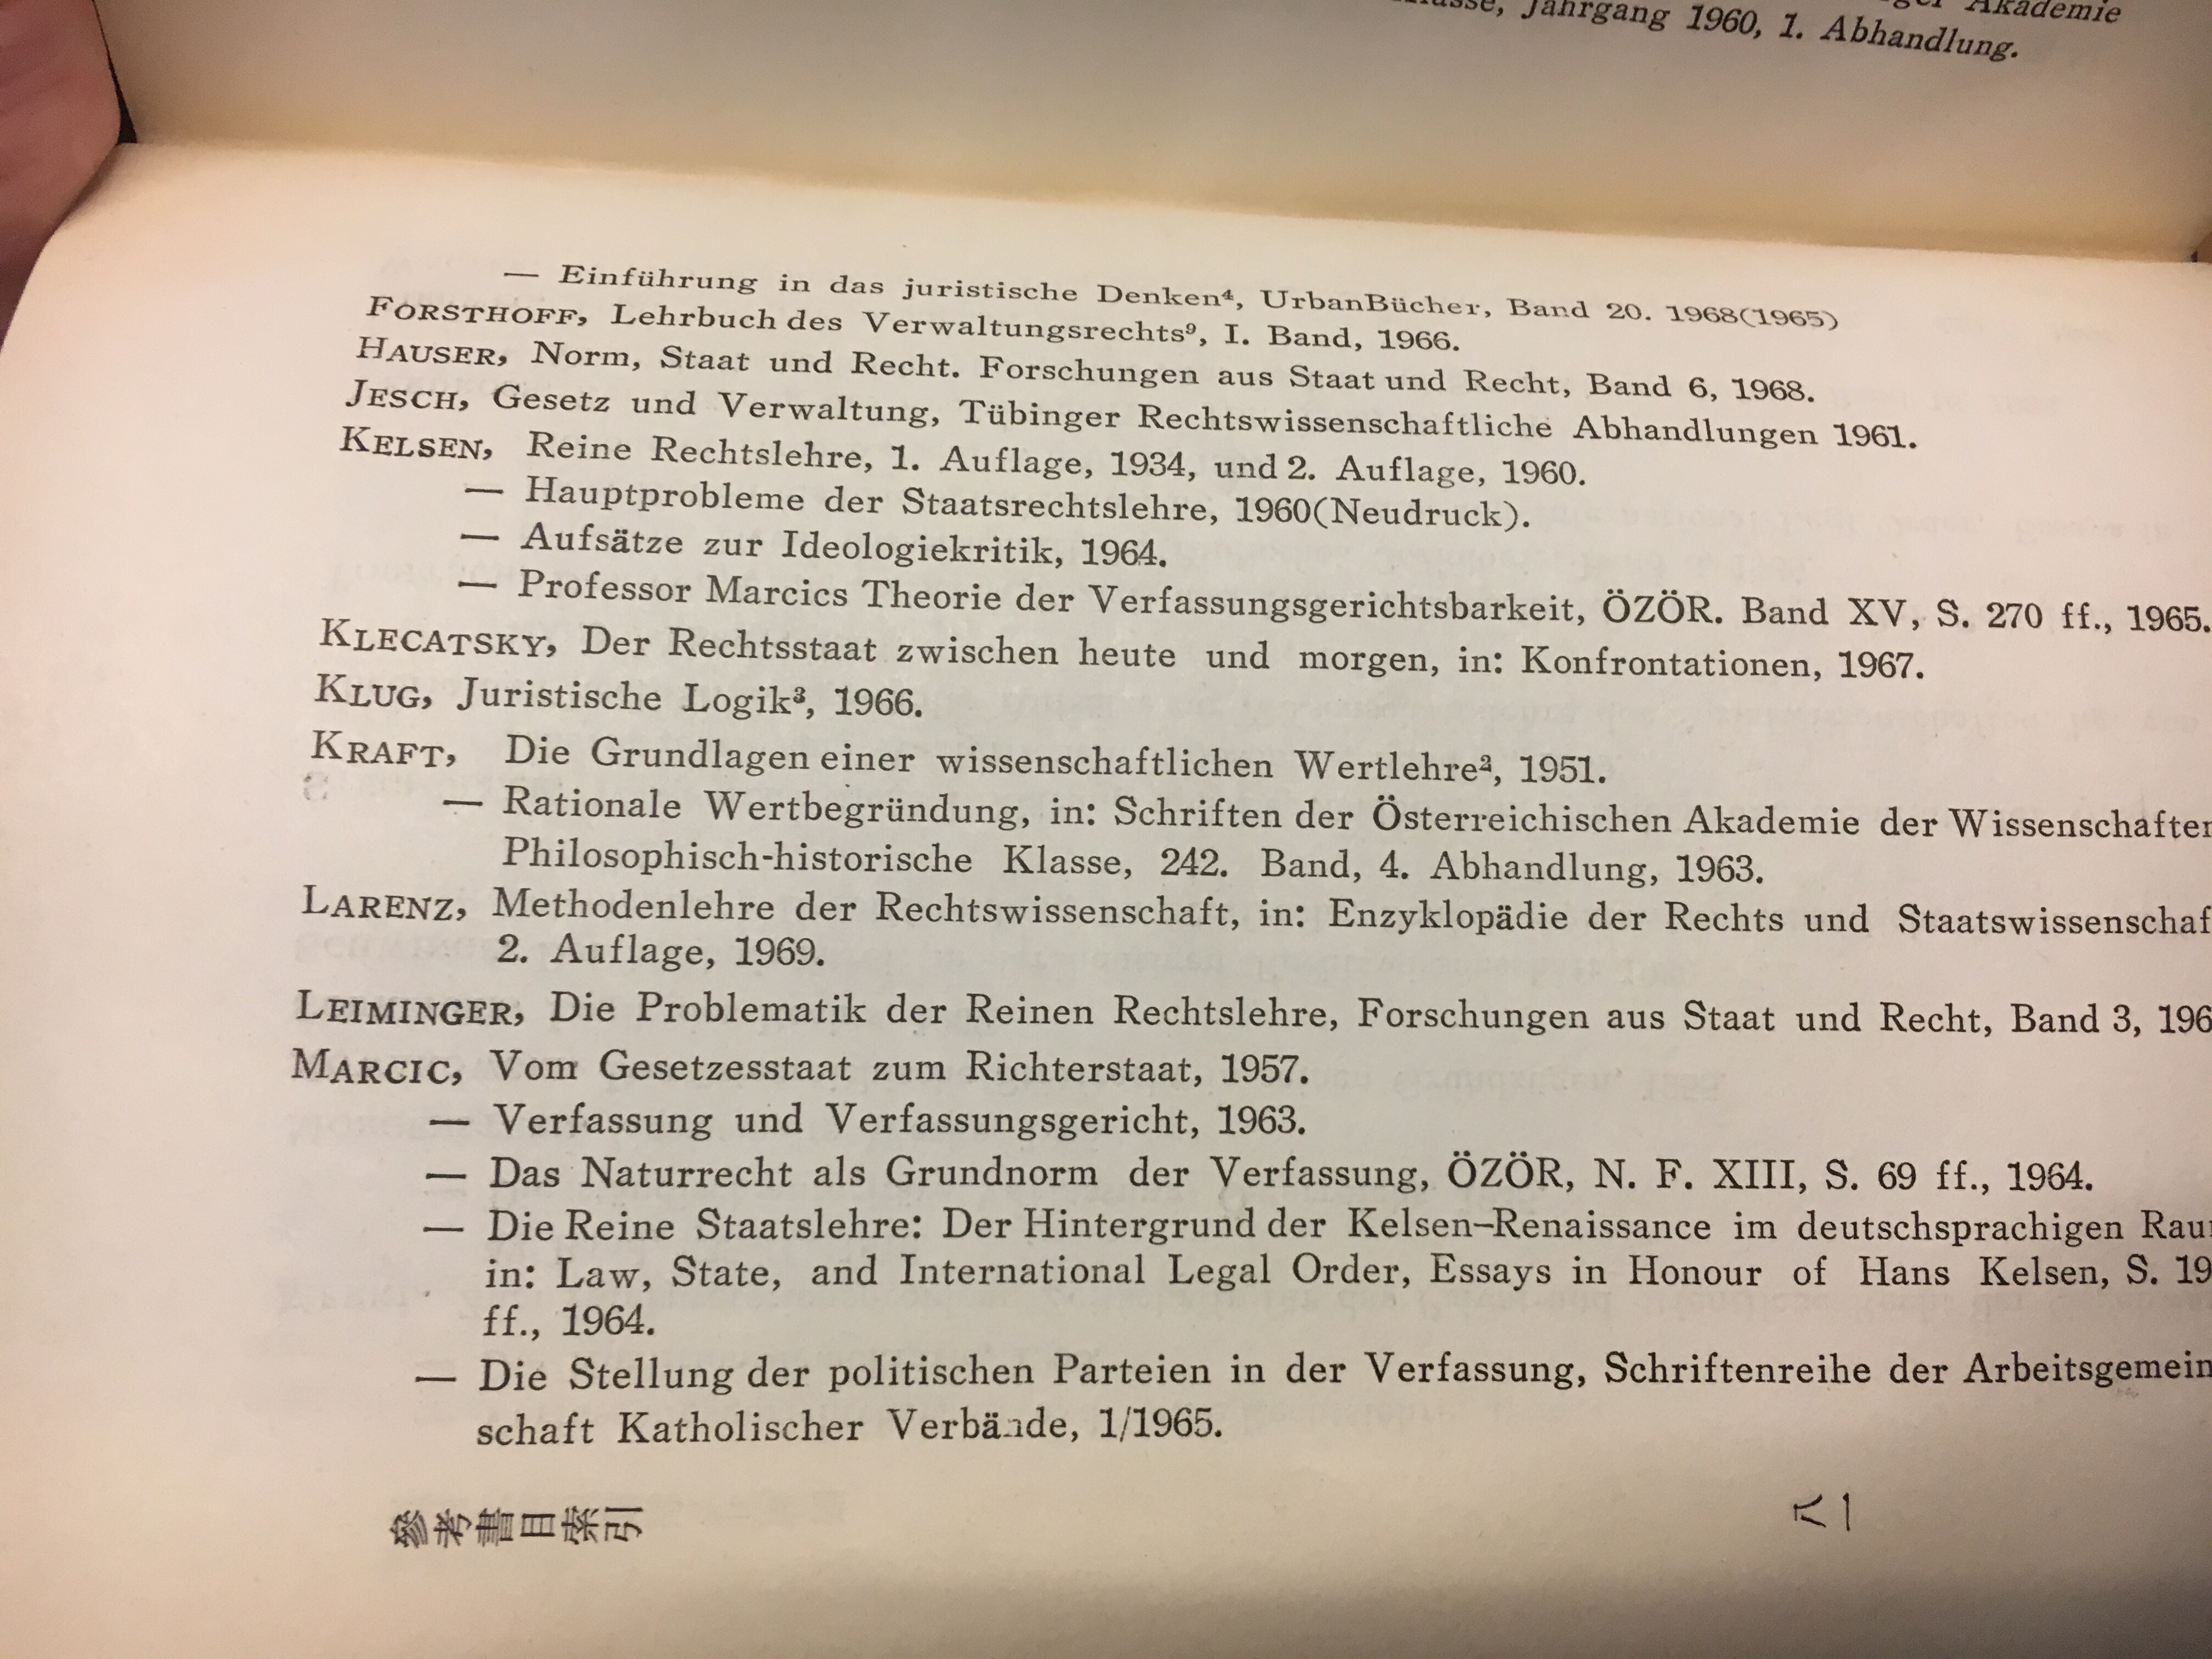 Jahrgang 1960, 1. Abhandlung.
Akademie
— Einführung in das juristische Denken⁴, UrbanBücher, Band 20. 1968(1965)
FORSTHOFF, Lehrbuch des Verwaltungsrechts⁹, I. Band, 1966.
HAUSER, Norm, Staat und Recht. Forschungen aus Staat und Recht, Band 6, 1968.
JESCH, Gesetz und Verwaltung, Tübinger Rechtswissenschaftliche Abhandlungen 1961.
KELSEN, Reine Rechtslehre, 1. Auflage, 1934, und 2. Auflage, 1960.
— Hauptprobleme der Staatsrechtslehre, 1960(Neudruck).
— Aufsätze zur Ideologiekritik, 1964.
— Professor Marcics Theorie der Verfassungsgerichtsbarkeit, ÖZÖR. Band XV, S. 270 ff., 1965.
KLECATSKY, Der Rechtsstaat zwischen heute und morgen, in: Konfrontationen, 1967.
KLUG, Juristische Logik³, 1966.
KRAFT, Die Grundlagen einer wissenschaftlichen Wertlehre², 1951.
— Rationale Wertbegründung, in: Schriften der Österreichischen Akademie der Wissenschaften
Philosophisch-historische Klasse, 242. Band, 4. Abhandlung, 1963.
LARENZ, Methodenlehre der Rechtswissenschaft, in: Enzyklopädie der Rechts und Staatswissenschaf
2. Auflage, 1969.
LEIMINGER, Die Problematik der Reinen Rechtslehre, Forschungen aus Staat und Recht, Band 3, 196
MARCIC, Vom Gesetzesstaat zum Richterstaat, 1957.
— Verfassung und Verfassungsgericht, 1963.
— Das Naturrecht als Grundnorm der Verfassung, ÖZÖR, N. F. XIII, S. 69 ff., 1964.
— Die Reine Staatslehre: Der Hintergrund der Kelsen-Renaissance im deutschsprachigen Rau
in: Law, State, and International Legal Order, Essays in Honour of Hans Kelsen, S. 19
ff., 1964.
— Die Stellung der politischen Parteien in der Verfassung, Schriftenreihe der Arbeitsgemein
schaft Katholischer Verbände, 1/1965.
參考書目索引
六一